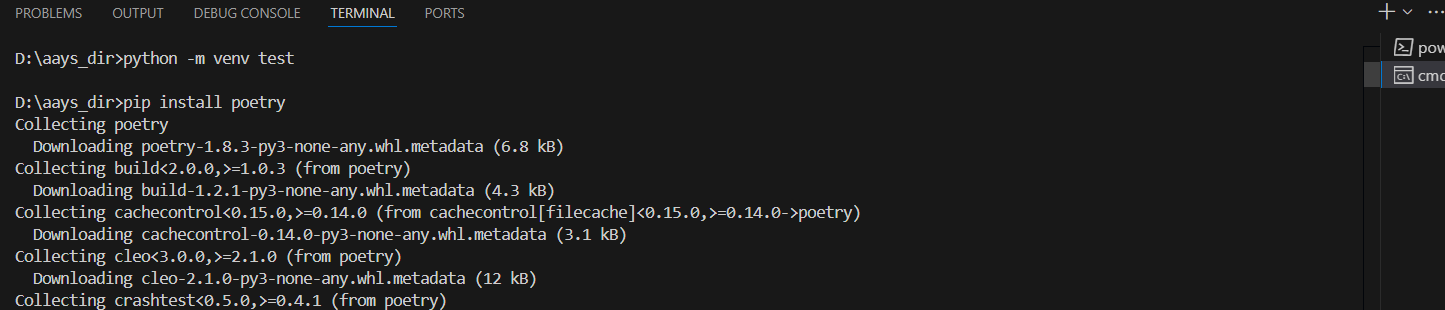 PROBLEMS OUTPUT DEBUG CONSOLE TERMINAL PORTS
D:\aays_dir>python -m venv test
D:\aays_dir>pip install poetry
Collecting poetry
  Downloading poetry-1.8.3-py3-none-any.whl.metadata (6.8 kB)
Collecting build<2.0.0,>=1.0.3 (from poetry)
  Downloading build-1.2.1-py3-none-any.whl.metadata (4.3 kB)
Collecting cachecontrol<0.15.0,>=0.14.0 (from cachecontrol[filecache]<0.15.0,>=0.14.0->poetry)
  Downloading cachecontrol-0.14.0-py3-none-any.whl.metadata (3.1 kB)
Collecting cleo<3.0.0,>=2.1.0 (from poetry)
  Downloading cleo-2.1.0-py3-none-any.whl.metadata (12 kB)
Collecting crashtest<0.5.0,>=0.4.1 (from poetry)
pow
cmd